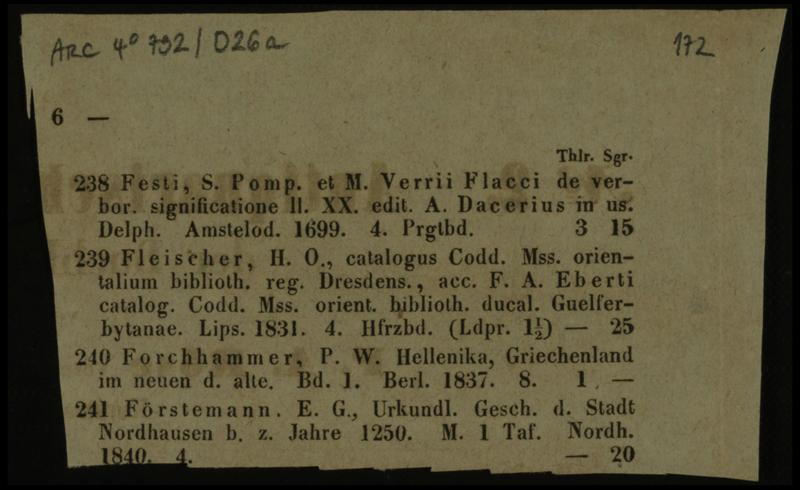 ARC 4° 792/D26a
172
6 —
Thlr. Sgr.
238 Festi, S. Pomp. et M. Verrii Flacci de ver-
bor. significatione ll. XX. edit. A. Dacerius in us.
Delph. Amstelod. 1699. 4. Prgtbd. 3 15
239 Fleischer, H. O., catalogus Codd. Mss. orien-
talium biblioth. reg. Dresdens., acc. F. A. Eberti
catalog. Codd. Mss. orient. biblioth. ducal. Guelfer-
bytanae. Lips. 1831. 4. Hfrzbd. (Ldpr. 1½) — 25
240 Forchhammer, P. W. Hellenika, Griechenland
im neuen d. alte. Bd. 1. Berl. 1837. 8. 1 —
241 Förstemann. E. G., Urkundl. Gesch. d. Stadt
Nordhausen b. z. Jahre 1250. M. 1 Taf. Nordh.
1840. 4. — 20